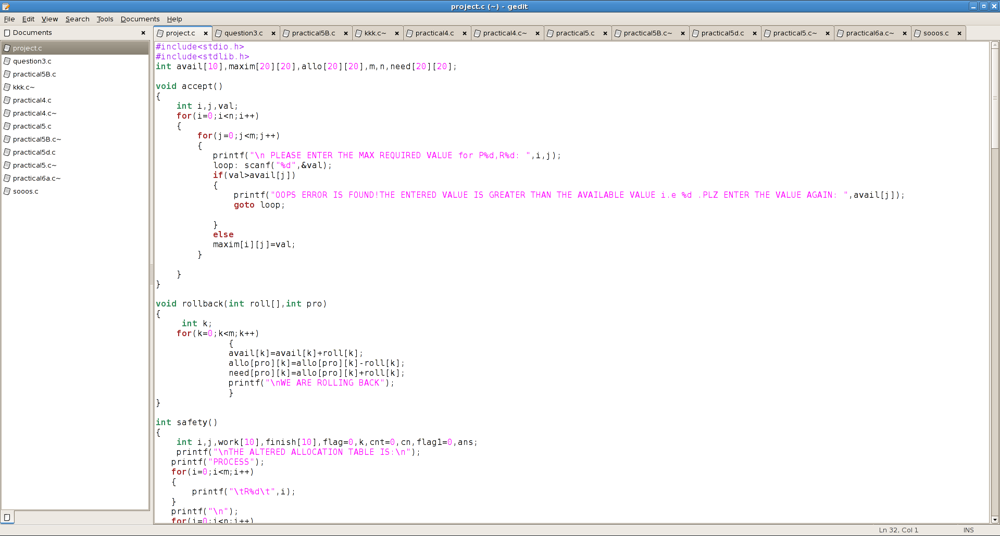 project.c (~) - gedit
File Edit View Search Tools Documents Help
Documents
project.c question3.c practical5B.c kkk.c~ practical4.c practical4.c~ practical5.c practical5B.c~ practical5d.c practical5.c~ practical6a.c~ sooos.c
project.c
question3.c
practical5B.c
kkk.c~
practical4.c
practical4.c~
practical5.c
practical5B.c~
practical5d.c
practical5.c~
practical6a.c~
sooos.c
#include<stdio.h>
#include<stdlib.h>
int avail[10],maxim[20][20],allo[20][20],m,n,need[20][20];
void accept()
{
int i,j,val;
for(i=0;i<n;i++)
{
for(j=0;j<m;j++)
{
printf("\n PLEASE ENTER THE MAX REQUIRED VALUE for P%d,R%d: ",i,j);
loop: scanf("%d",&val);
if(val>avail[j])
{
printf("OOPS ERROR IS FOUND!THE ENTERED VALUE IS GREATER THAN THE AVAILABLE VALUE i.e %d .PLZ ENTER THE VALUE AGAIN: ",avail[j]);
goto loop;
}
else
maxim[i][j]=val;
}
}
}
void rollback(int roll[],int pro)
{
int k;
for(k=0;k<m;k++)
{
avail[k]=avail[k]+roll[k];
allo[pro][k]=allo[pro][k]-roll[k];
need[pro][k]=allo[pro][k]+roll[k];
printf("\nWE ARE ROLLING BACK");
}
}
int safety()
{
int i,j,work[10],finish[10],flag=0,k,cnt=0,cn,flag1=0,ans;
printf("\nTHE ALTERED ALLOCATION TABLE IS:\n");
printf("PROCESS");
for(i=0;i<m;i++)
{
printf("\tR%d\t",i);
}
printf("\n");
for(i=0;i<n;i++)
Ln 32, Col 1 INS